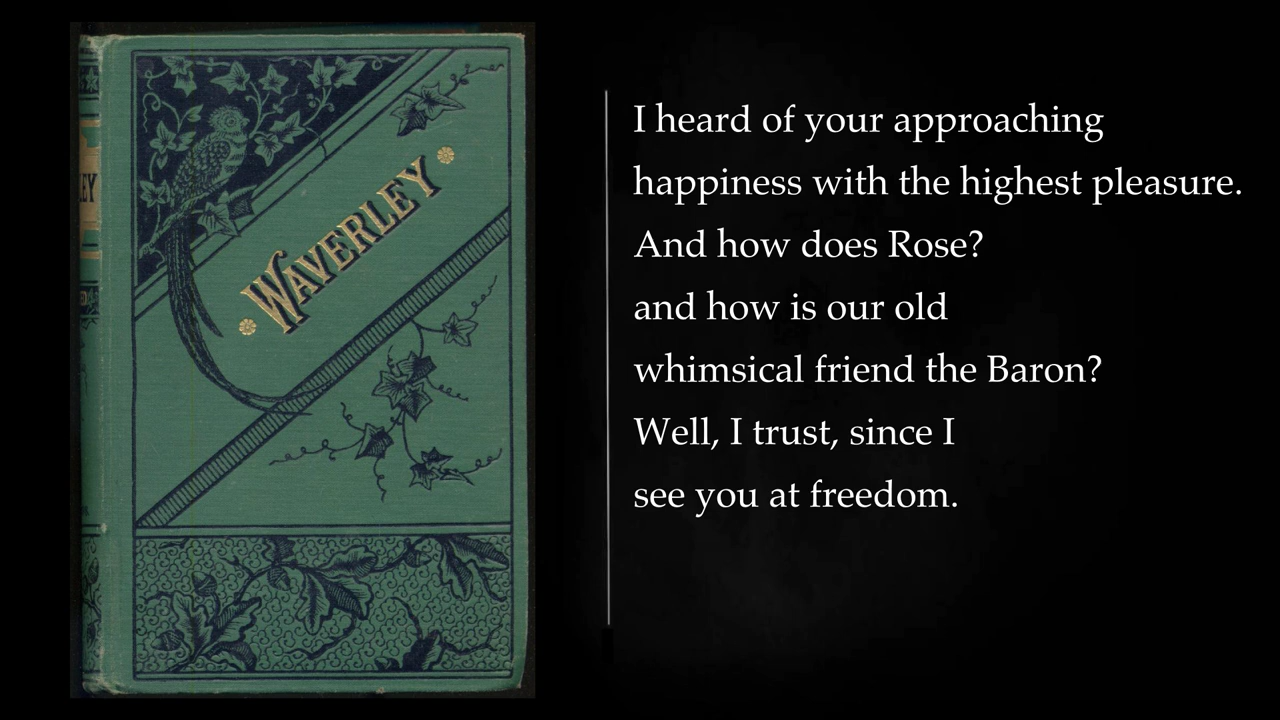 WAVERLEY
EY
I heard of your approaching
happiness with the highest pleasure.
And how does Rose?
and how is our old
whimsical friend the Baron?
Well, I trust, since I
see you at freedom.